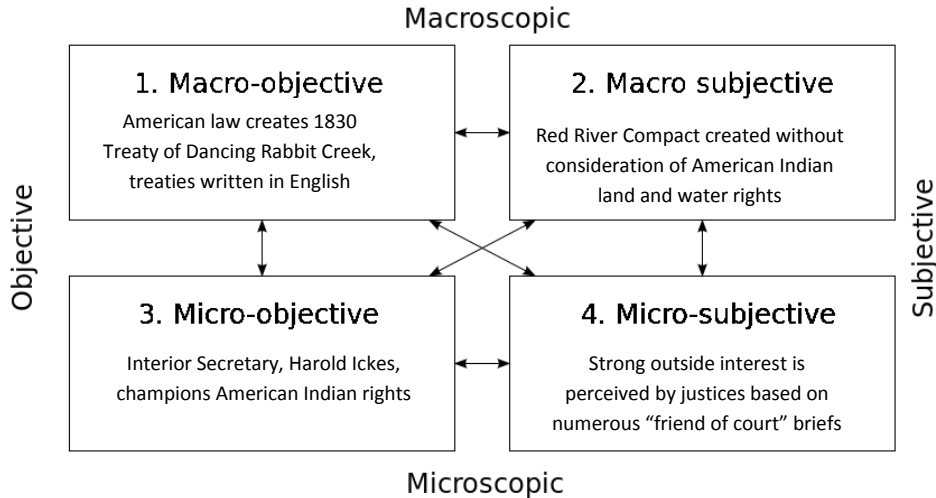 Macroscopic
1. Macro-objective
American law creates 1830
Treaty of Dancing Rabbit Creek,
treaties written in English
2. Macro subjective
Red River Compact created without
consideration of American Indian
land and water rights
Objective
Subjective
3. Micro-objective
Interior Secretary, Harold Ickes,
champions American Indian rights
4. Micro-subjective
Strong outside interest is
perceived by justices based on
numerous “friend of court” briefs
Microscopic